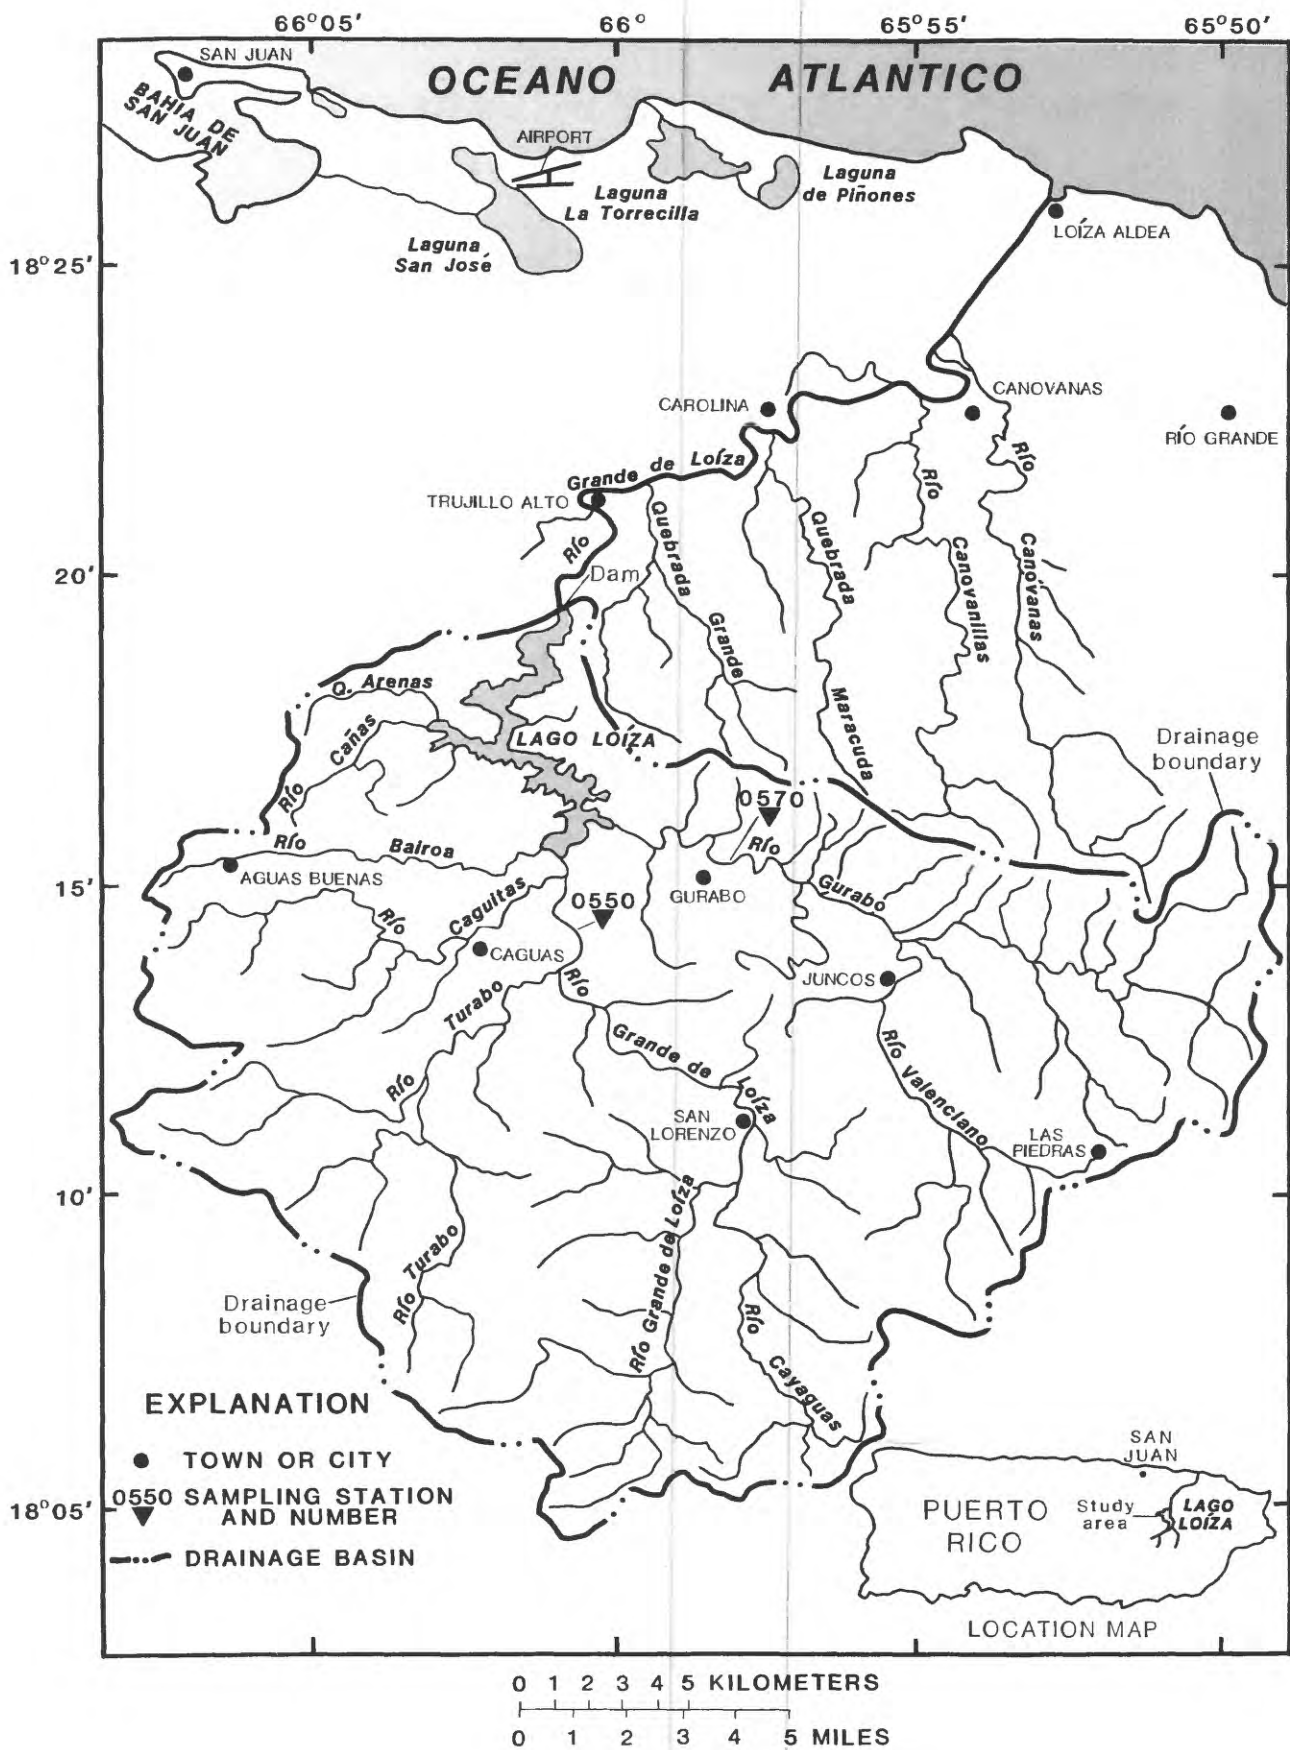 66°05' 66° 65°55' 65°50'
SAN JUAN
OCEANO ATLANTICO
BAHIA DE
SAN JUAN
AIRPORT
Laguna
La Torrecilla
Laguna
de Piñones
LOÍZA ALDEA
Laguna
San José
18°25'
CAROLINA
CANOVANAS
RÍO GRANDE
Grande de Loíza
TRUJILLO ALTO
Río
Dam
Quebrada
Grande
Quebrada
Maracuda
Río
Canovanillas
Río
Canóvanas
20'
Q. Arenas
Río Cañas
LAGO LOÍZA
Drainage
boundary
0570
Río Bairoa
AGUAS BUENAS
15'
Río
Caguitas
0550
GURABO
Río
Gurabo
CAGUAS
JUNCOS
Río
Turabo
Río
Grande de
Loíza
Río Valenciano
SAN
LORENZO
LAS
PIEDRAS
10'
Río Turabo
Río Grande de Loíza
Río
Cayaguas
Drainage
boundary
EXPLANATION
TOWN OR CITY
0550 SAMPLING STATION
AND NUMBER
DRAINAGE BASIN
18°05'
SAN
JUAN
PUERTO
RICO
Study
area
LAGO
LOÍZA
LOCATION MAP
0 1 2 3 4 5 KILOMETERS
0 1 2 3 4 5 MILES